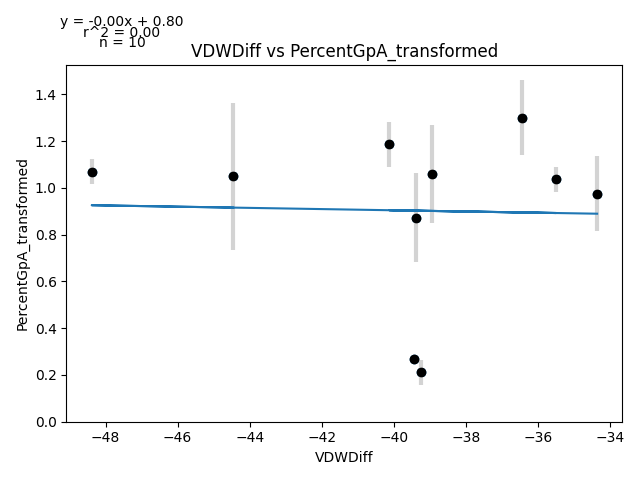 y = -0.00x + 0.80
r^2 = 0.00
n = 10
VDWDiff vs PercentGpA_transformed
PercentGpA_transformed
1.4
1.2
1.0
0.8
0.6
0.4
0.2
0.0
−48
−46
−44
−42
−40
−38
−36
−34
VDWDiff